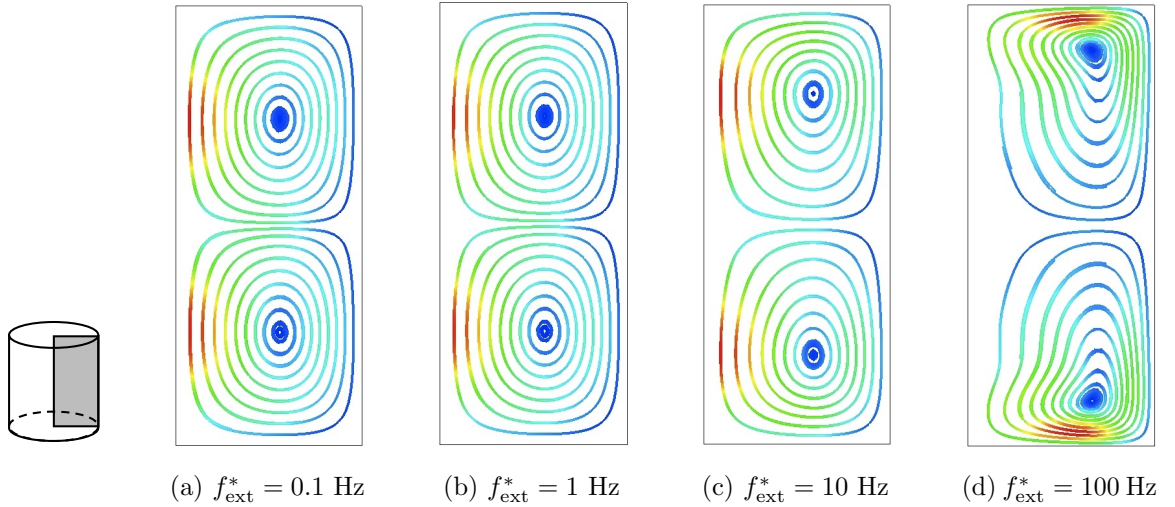 (a) f*ext = 0.1 Hz
(b) f*ext = 1 Hz
(c) f*ext = 10 Hz
(d) f*ext = 100 Hz